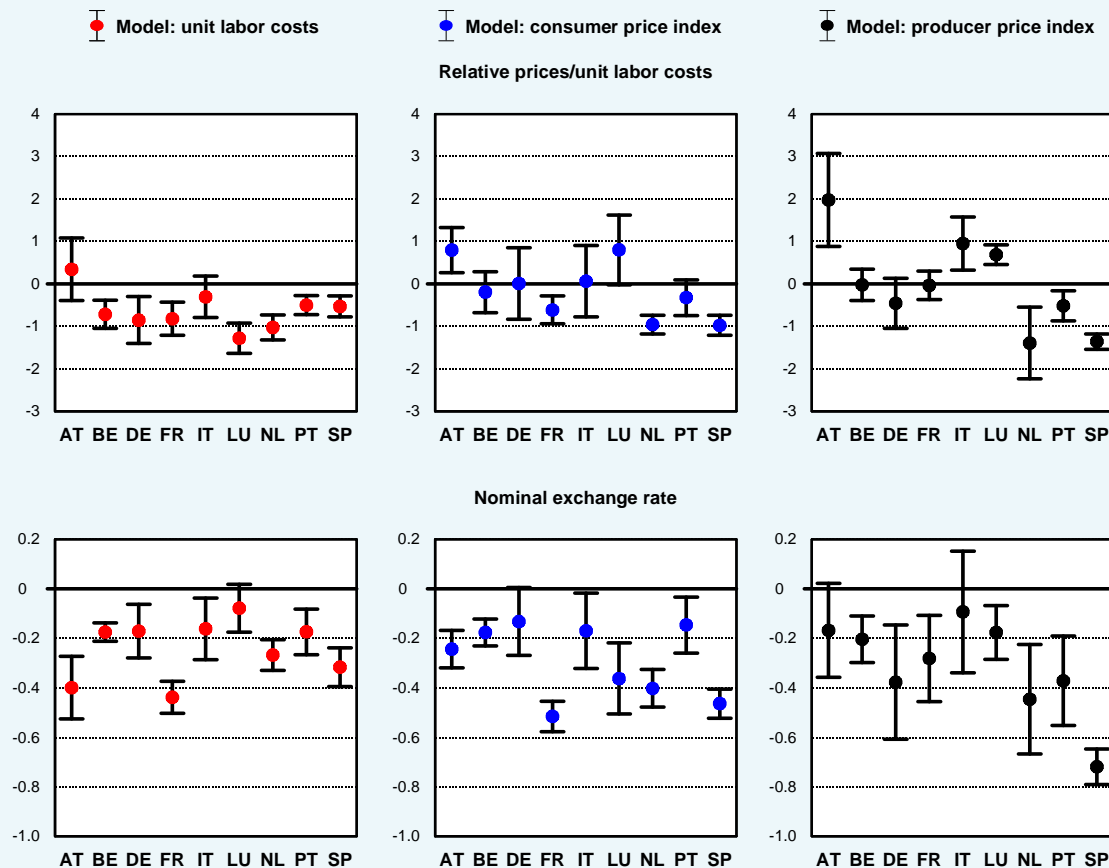 Model: unit labor costs Model: consumer price index Model: producer price index
Relative prices/unit labor costs
4 4 4
3 3 3
2 2 2
1 1 1
0 0 0
-1 -1 -1
-2 -2 -2
-3 -3 -3
AT BE DE FR IT LU NL PT SP AT BE DE FR IT LU NL PT SP AT BE DE FR IT LU NL PT SP
Nominal exchange rate
0.2 0.2 0.2
0 0 0
-0.2 -0.2 -0.2
-0.4 -0.4 -0.4
-0.6 -0.6 -0.6
-0.8 -0.8 -0.8
-1.0 -1.0 -1.0
AT BE DE FR IT LU NL PT SP AT BE DE FR IT LU NL PT SP AT BE DE FR IT LU NL PT SP